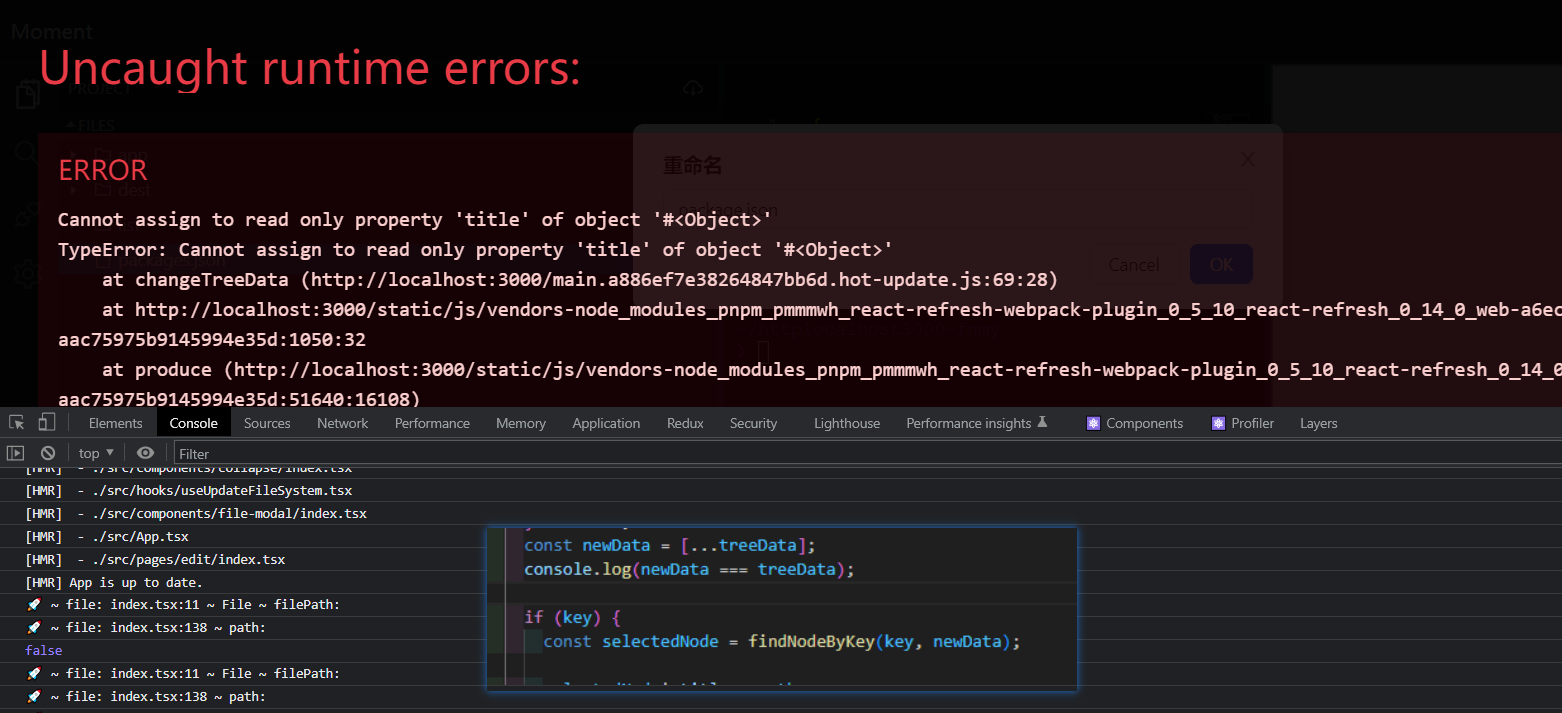 Moment
Uncaught runtime errors:
PROJECT
FILES
重命名
ERROR
dest
package.json
Cannot assign to read only property 'title' of object '#<Object>'
TypeError: Cannot assign to read only property 'title' of object '#<Object>'
Cancel
OK
at changeTreeData (http://localhost:3000/main.a886ef7e38264847bb6d.hot-update.js:69:28)
at http://localhost:3000/static/js/vendors-node_modules_pnpm_pmmmwh_react-refresh-webpack-plugin_0_5_10_react-refresh_0_14_0_web-a6ec
aac75975b9145994e35d:1050:32
at produce (http://localhost:3000/static/js/vendors-node_modules_pnpm_pmmmwh_react-refresh-webpack-plugin_0_5_10_react-refresh_0_14_0
aac75975b9145994e35d:51640:16108)
Elements Console Sources Network Performance Memory Application Redux Security Lighthouse Performance insights Components Profiler Layers
top Filter
[HMR]  - ./src/components/collapse/index.tsx
[HMR]  - ./src/hooks/useUpdateFileSystem.tsx
[HMR]  - ./src/components/file-modal/index.tsx
[HMR]  - ./src/App.tsx
[HMR]  - ./src/pages/edit/index.tsx
[HMR] App is up to date.
🚀 ~ file: index.tsx:11 ~ File ~ filePath:
🚀 ~ file: index.tsx:138 ~ path:
false
🚀 ~ file: index.tsx:11 ~ File ~ filePath:
🚀 ~ file: index.tsx:138 ~ path:
const newData = [...treeData];
console.log(newData === treeData);
if (key) {
const selectedNode = findNodeByKey(key, newData);